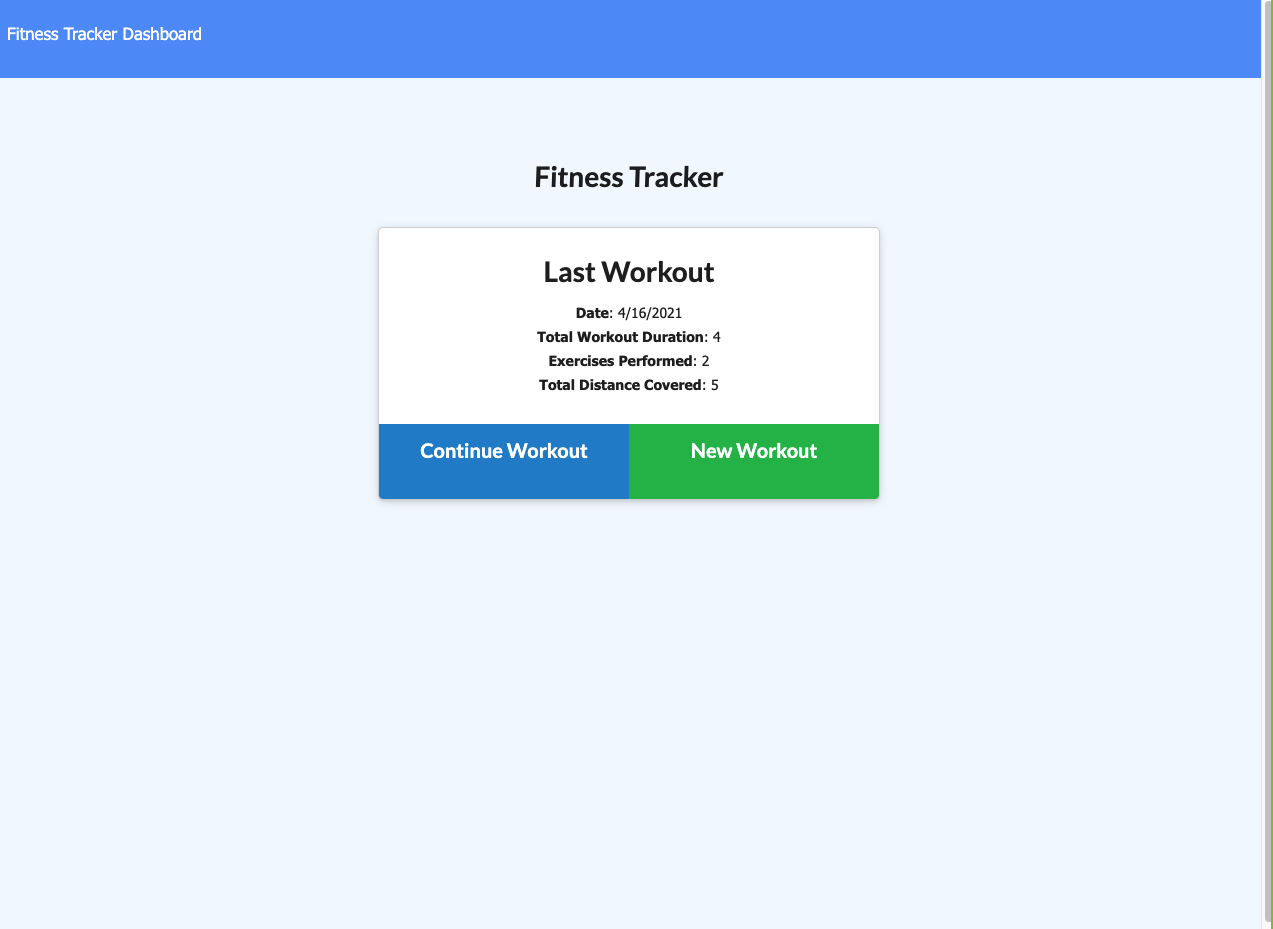 Fitness Tracker Dashboard
Fitness Tracker
Last Workout
Date: 4/16/2021
Total Workout Duration: 4
Exercises Performed: 2
Total Distance Covered: 5
Continue Workout
New Workout